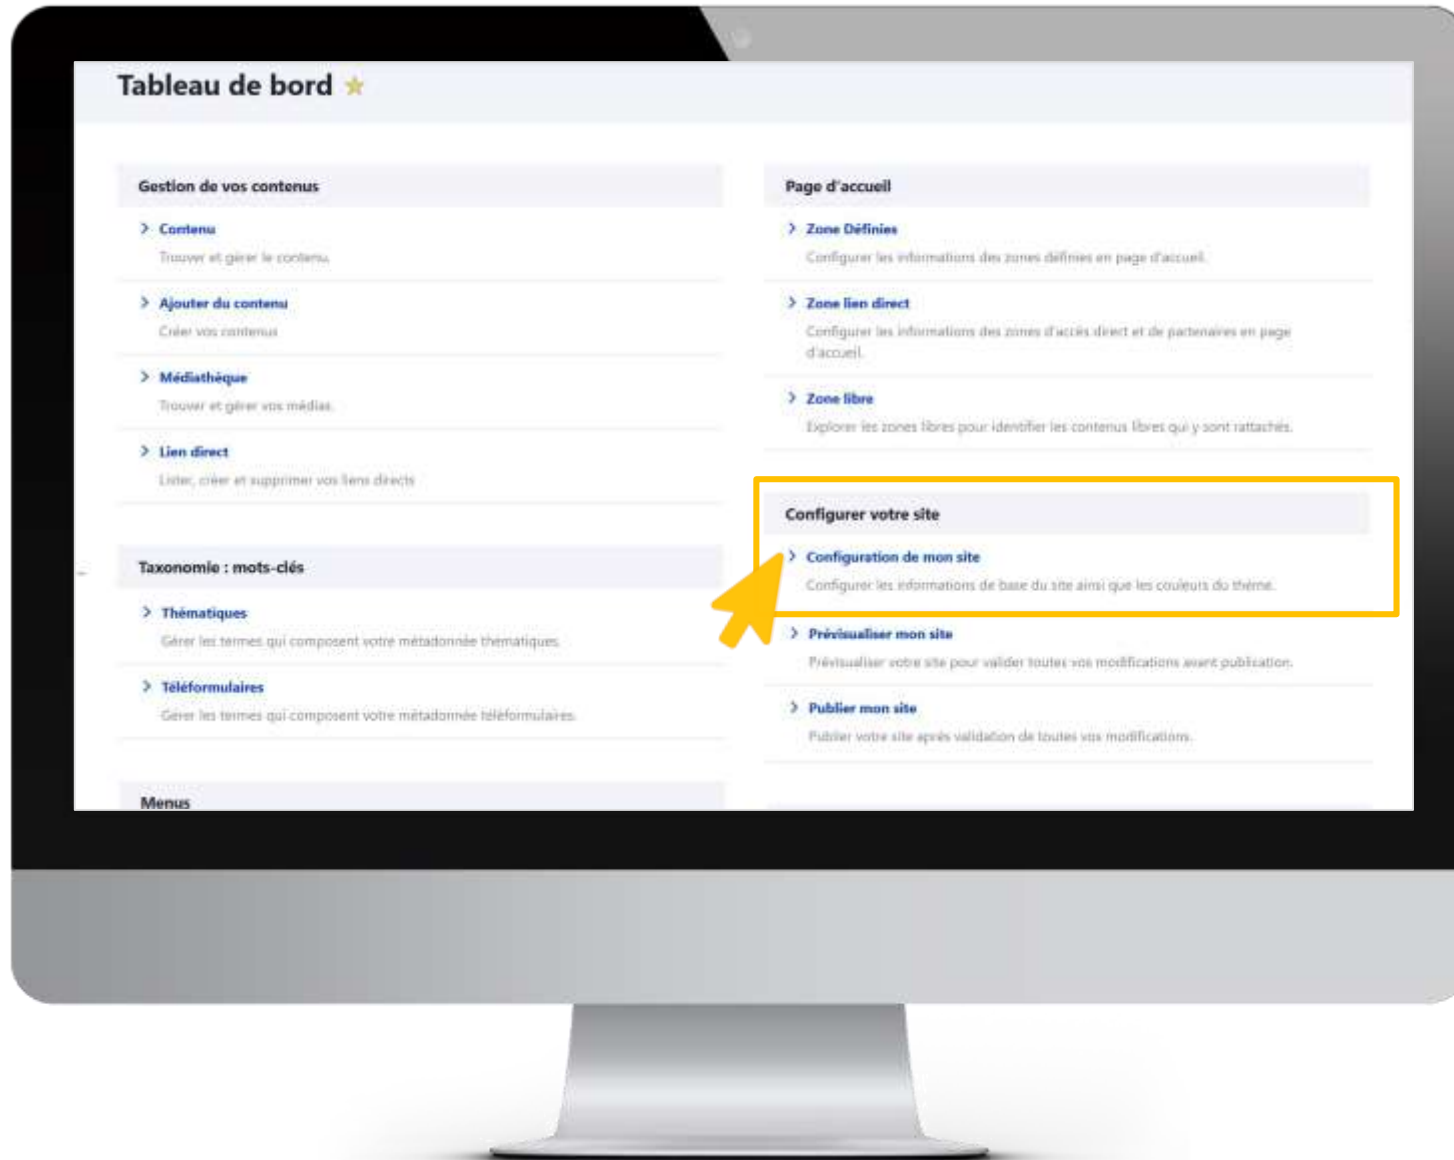 Tableau de bord
Gestion de vos contenus
Contenu
Trouver et gérer le contenu.
Ajouter du contenu
Créer vos contenus
Médiathèque
Trouver et gérer vos médias.
Lien direct
Lister, créer et supprimer vos liens directs
Taxonomie : mots-clés
Thématiques
Gérer les termes qui composent votre métadonnée thématiques.
Téléformulaires
Gérer les termes qui composent votre métadonnée téléformulaires.
Menus
Page d'accueil
Zone Définies
Configurer les informations des zones définies en page d'accueil.
Zone lien direct
Configurer les informations des zones d'accès direct et de partenaires en page
d'accueil.
Zone libre
Explorer les zones libres pour identifier les contenus libres qui y sont rattachés.
Configurer votre site
Configuration de mon site
Configurer les informations de base du site ainsi que les couleurs du thème.
Prévisualiser mon site
Prévisualiser votre site pour valider toutes vos modifications avant publication.
Publier mon site
Publier votre site après validation de toutes vos modifications.